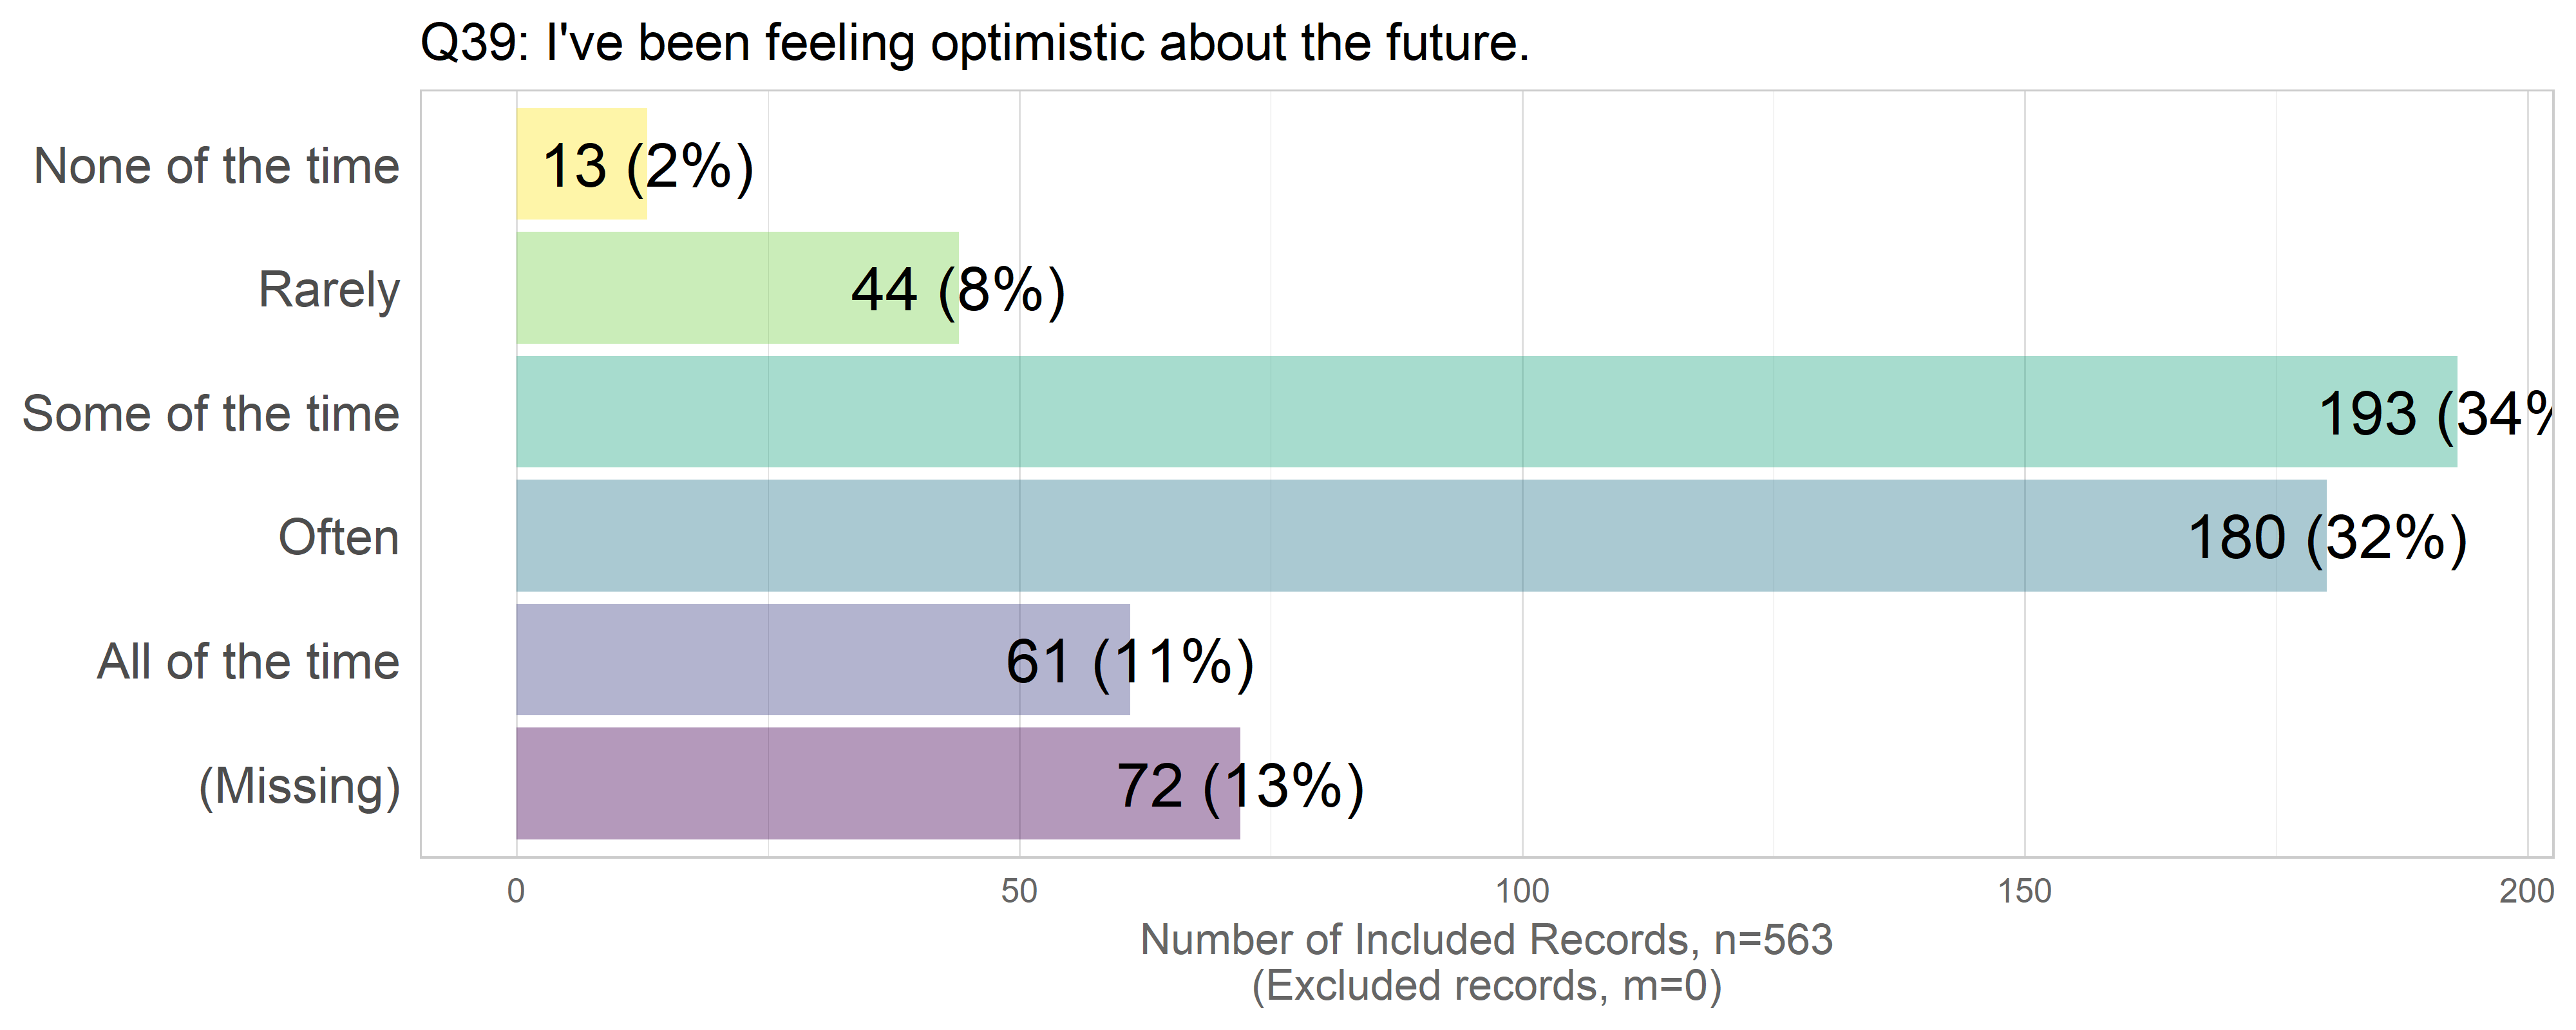 Q39: I've been feeling optimistic about the future.
None of the time 13 (2%)
Rarely 44 (8%)
Some of the time 193 (34%
Often 180 (32%)
All of the time 61 (11%)
(Missing) 72 (13%)
0 50 100 150 200
Number of Included Records, n=563
(Excluded records, m=0)